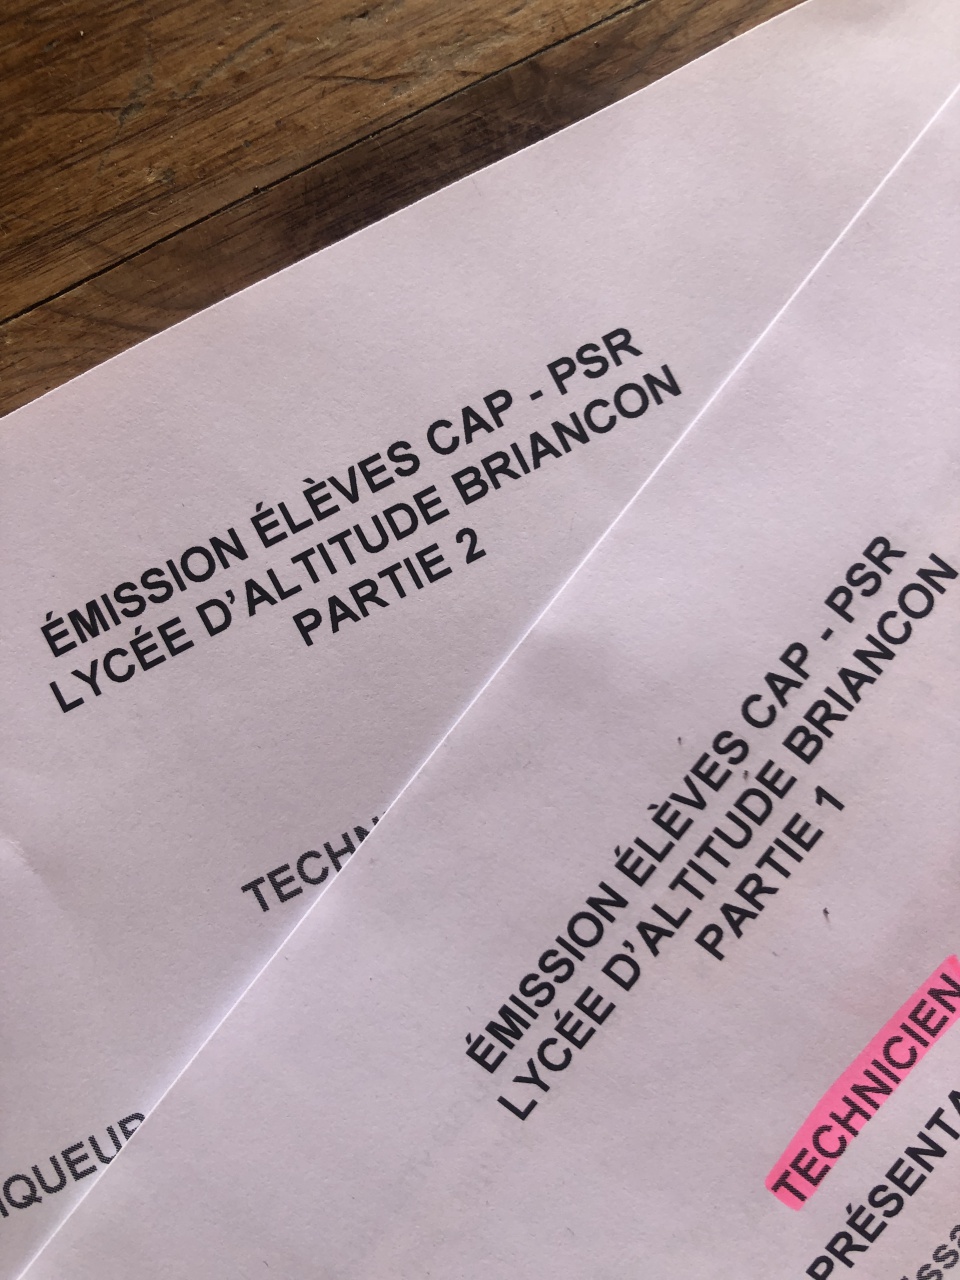 ÉMISSION ÉLÈVES CAP - PSR
LYCÉE D'ALTITUDE BRIANCON
PARTIE 2
ÉMISSION ÉLÈVES CAP - PSR
LYCÉE D'ALTITUDE BRIANCON
PARTIE 1
TECHNICIEN